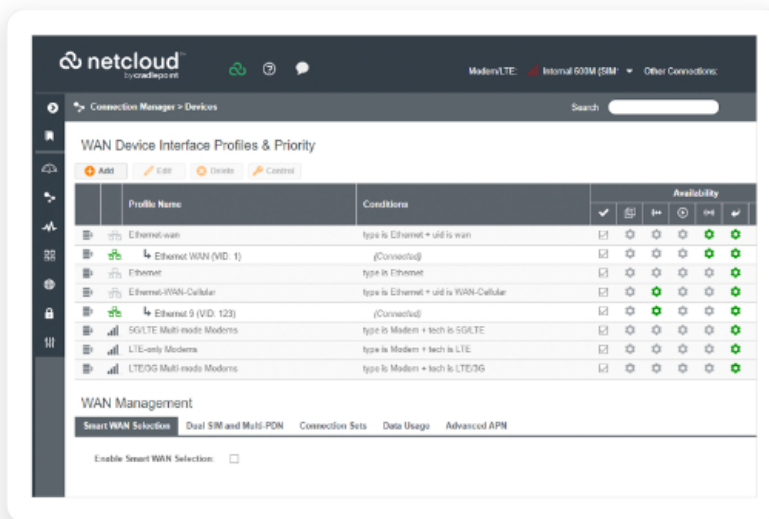 netcloud
by cradlepoint
Modem/LTE: Internal 600M (SIM Other Connections:
Connection Manager > Devices
Search
WAN Device Interface Profiles & Priority
Add Edit Delete Control
Availability
Profile Name Conditions
Ethernet-wan type is Ethernet + uid is wan
Ethernet WAN (VID: 1) (Connected)
Ethernet type is Ethernet
Ethernet-WAN-Cellular type is Ethernet + uid is WAN-Cellular
Ethernet 9 (VID: 123) (Connected)
5G/LTE Multi-mode Modems type is Modem + tech is 5G/LTE
LTE-only Modems type is Modem + tech is LTE
LTE/3G Multi-mode Modems type is Modem + tech is LTE/3G
WAN Management
Smart WAN Selection Dual SIM and Multi-PDN Connection Sets Data Usage Advanced APN
Enable Smart WAN Selection: